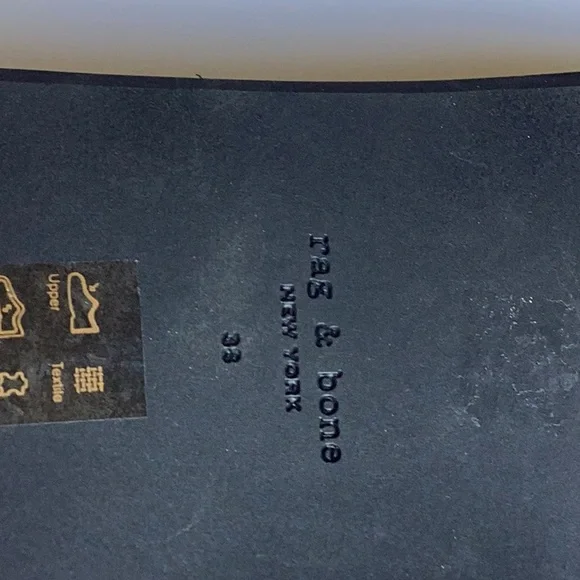 rag & bone
NEW YORK
38
Upper
Textile